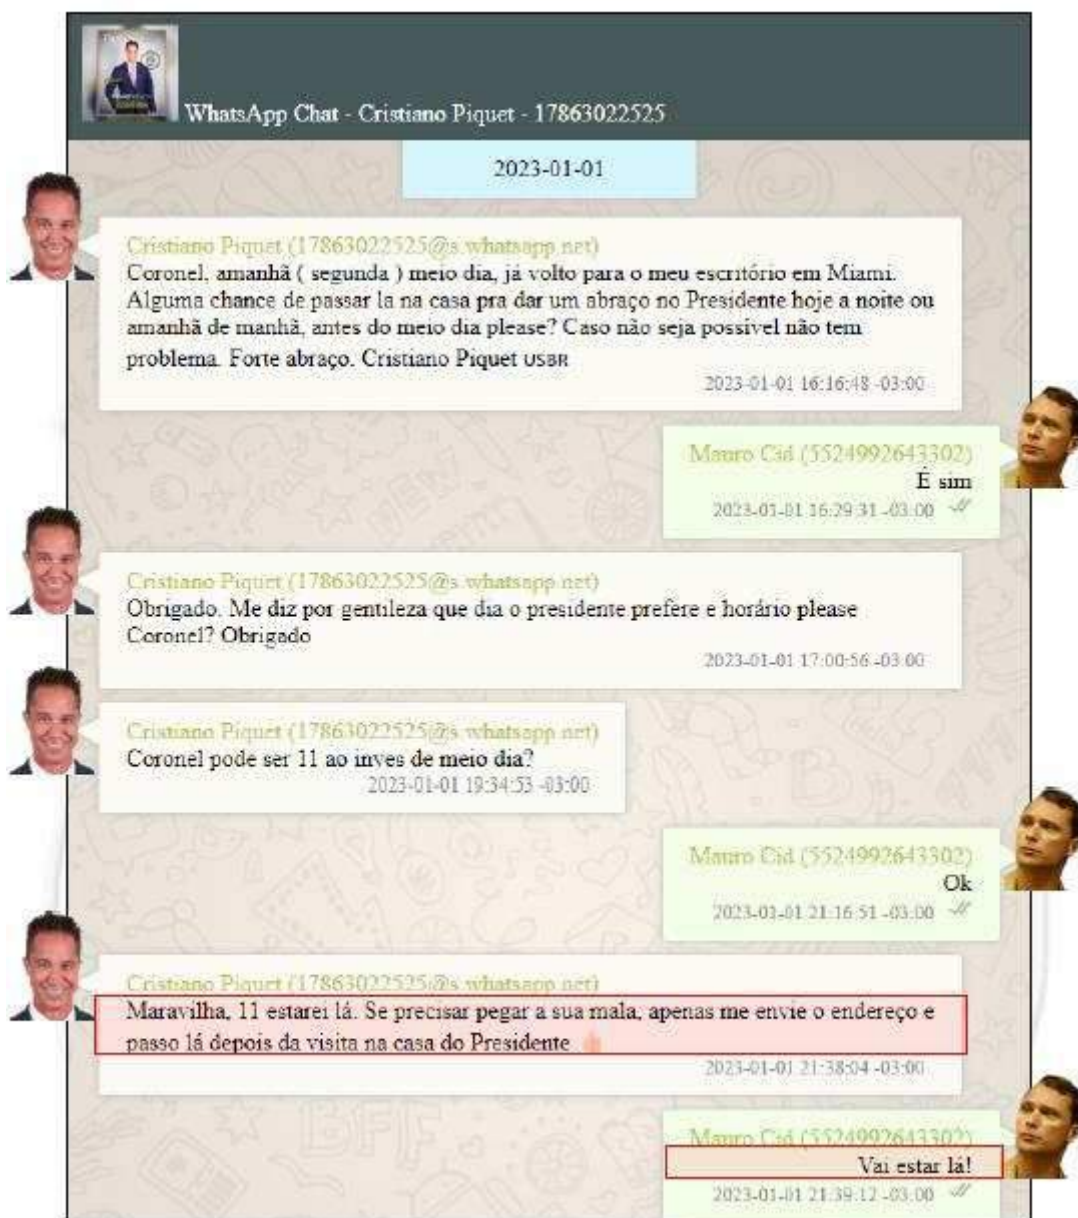 WhatsApp Chat - Cristiano Piquet - 17863022525
2023-01-01
Cristiano Piquet (17863022525@s.whatsapp.net)
Coronel, amanhã ( segunda ) meio dia, já volto para o meu escritório em Miami.
Alguma chance de passar la na casa pra dar um abraço no Presidente hoje a noite ou
amanhã de manhã, antes do meio dia please? Caso não seja possível não tem
problema. Forte abraço. Cristiano Piquet USBR
2023-01-01 16:16:48 -03:00
Mauro Cid (5524992643302)
É sim
2023-01-01 16:29:31 -03:00
Cristiano Piquet (17863022525@s.whatsapp.net)
Obrigado. Me diz por gentileza que dia o presidente prefere e horário please
Coronel? Obrigado
2023-01-01 17:00:56 -03:00
Cristiano Piquet (17863022525@s.whatsapp.net)
Coronel pode ser 11 ao inves de meio dia?
2023-01-01 19:34:53 -03:00
Mauro Cid (5524992643302)
Ok
2023-01-01 21:16:51 -03:00
Cristiano Piquet (17863022525@s.whatsapp.net)
Maravilha, 11 estarei lá. Se precisar pegar a sua mala, apenas me envie o endereço e
passo lá depois da visita na casa do Presidente
2023-01-01 21:38:04 -03:00
Mauro Cid (5524992643302)
Vai estar lá!
2023-01-01 21:39:12 -03:00